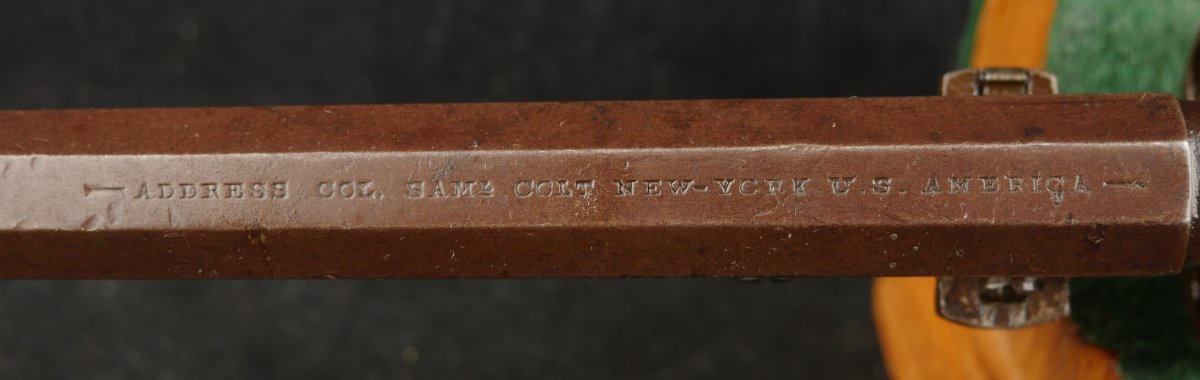 ADDRESS COL. SAMᴸ COLT NEW-YORK U.S. AMERICA